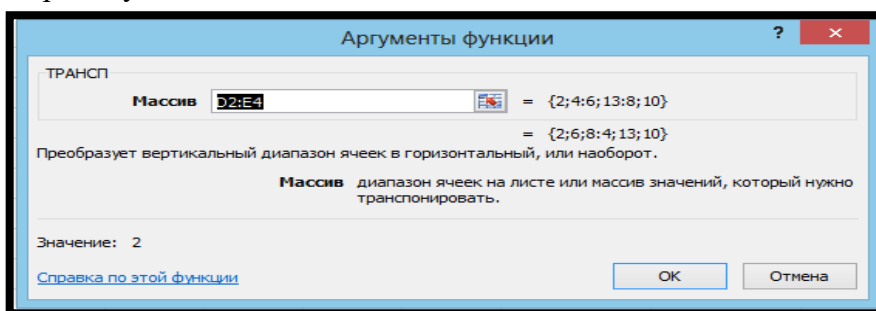 Аргументы функции ? ×
ТРАНСП
Массив D2:E4 = {2;4:6;13:8;10}
= {2;6;8:4;13;10}
Преобразует вертикальный диапазон ячеек в горизонтальный, или наоборот.
Массив диапазон ячеек на листе или массив значений, который нужно
транспонировать.
Значение: 2
Справка по этой функции ОК Отмена